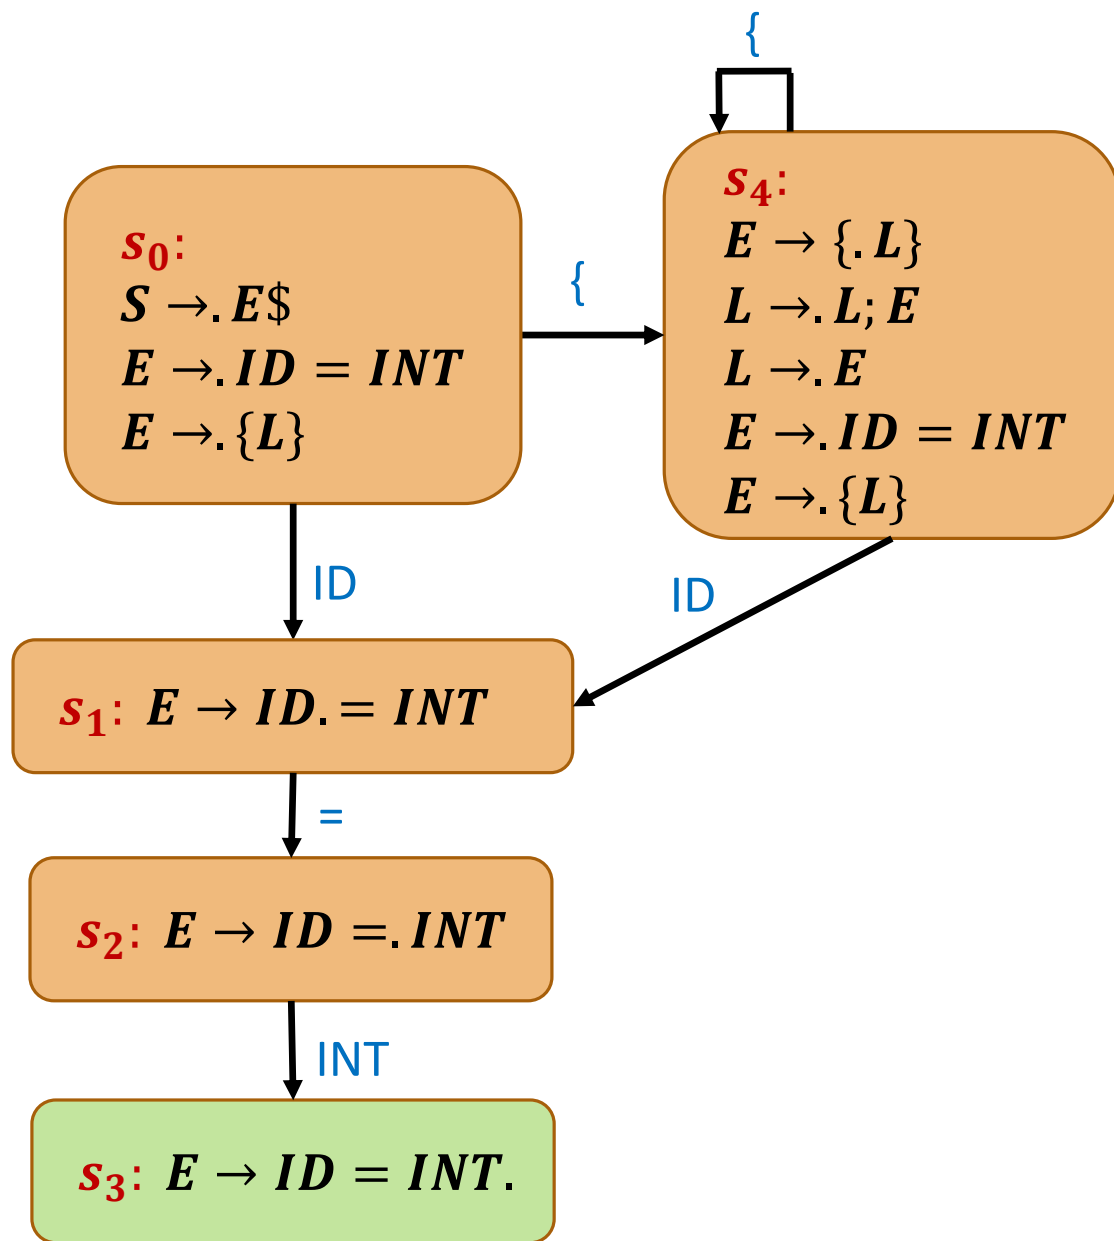 {
s₄:
E → {. L}
L →. L; E
L →. E
E →. ID = INT
E →. {L}
s₀:
S →. E$
E →. ID = INT
E →. {L}
{
ID
ID
s₁: E → ID. = INT
=
s₂: E → ID =. INT
INT
s₃: E → ID = INT.